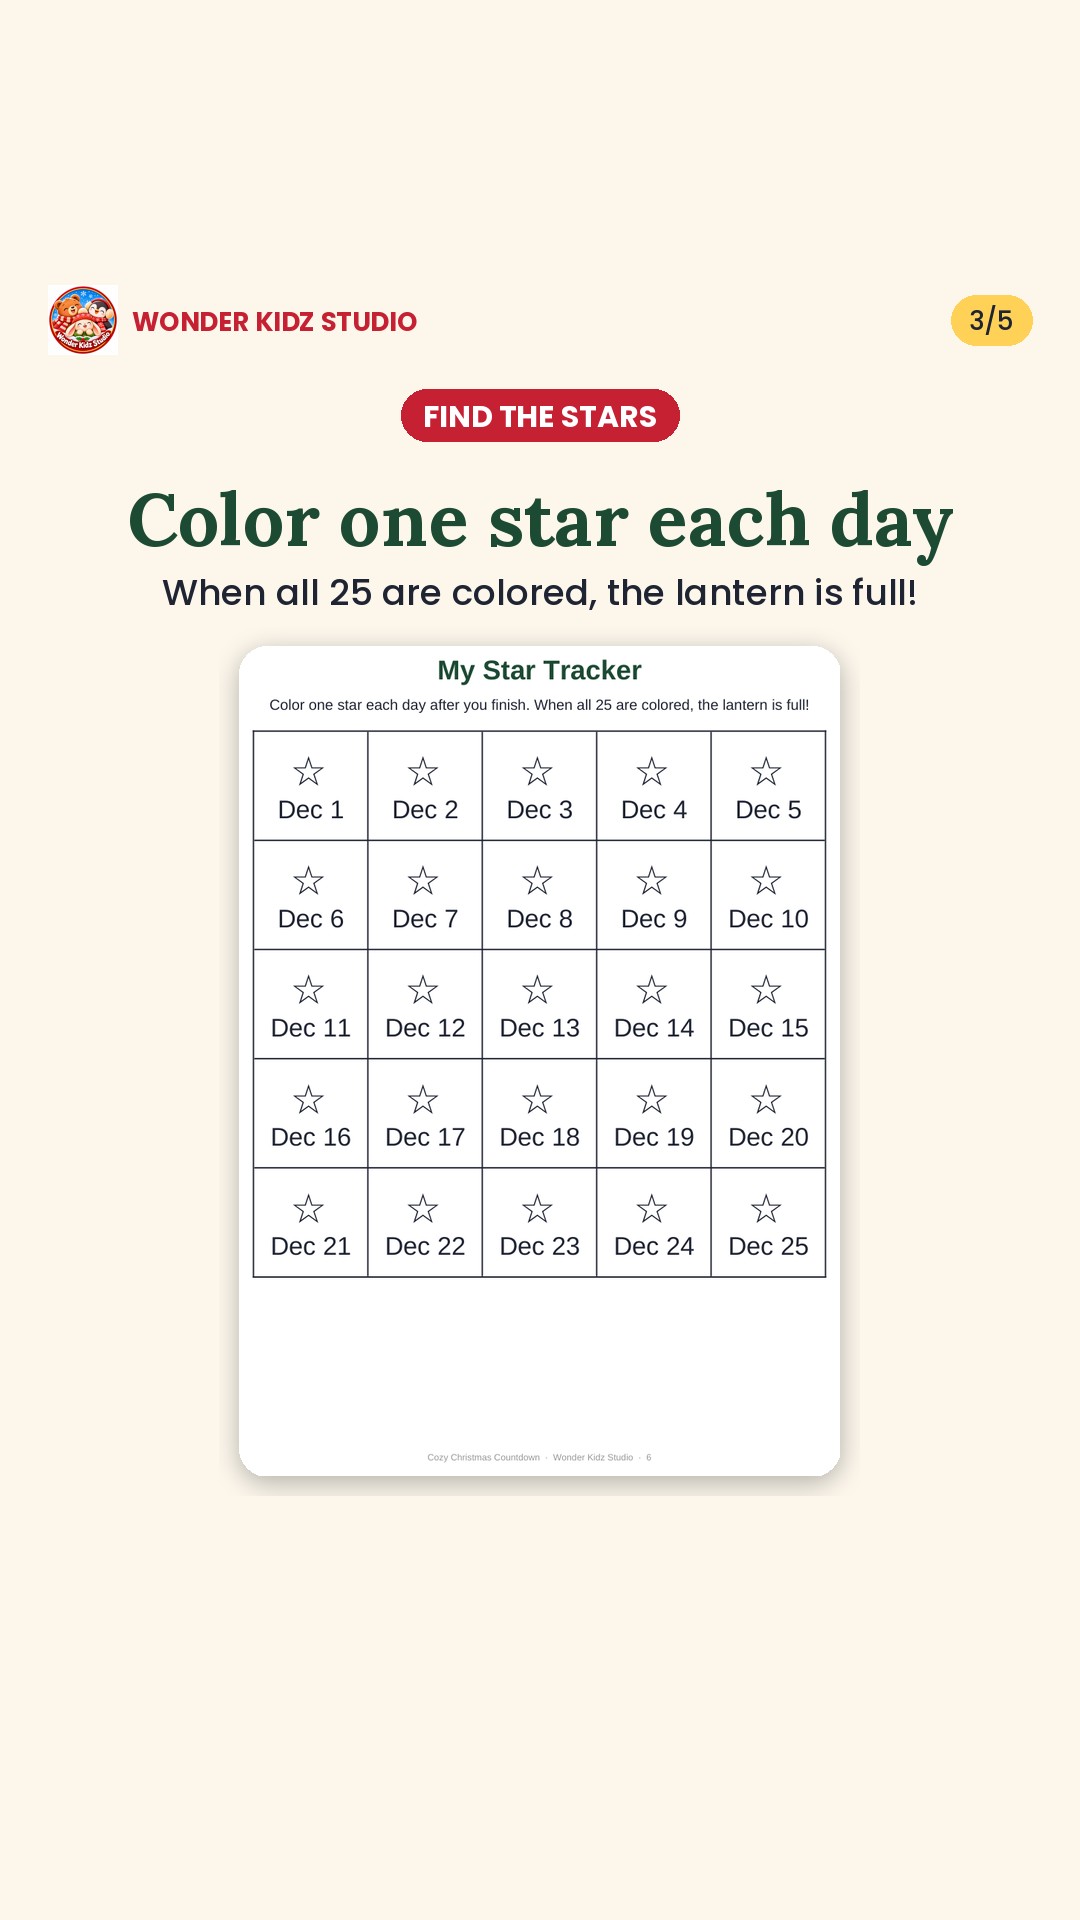 Wonder Kidz Studio
WONDER KIDZ STUDIO
3/5
FIND THE STARS
Color one star each day
When all 25 are colored, the lantern is full!
My Star Tracker
Color one star each day after you finish. When all 25 are colored, the lantern is full!
Dec 1 Dec 2 Dec 3 Dec 4 Dec 5
Dec 6 Dec 7 Dec 8 Dec 9 Dec 10
Dec 11 Dec 12 Dec 13 Dec 14 Dec 15
Dec 16 Dec 17 Dec 18 Dec 19 Dec 20
Dec 21 Dec 22 Dec 23 Dec 24 Dec 25
Cozy Christmas Countdown · Wonder Kidz Studio · 6